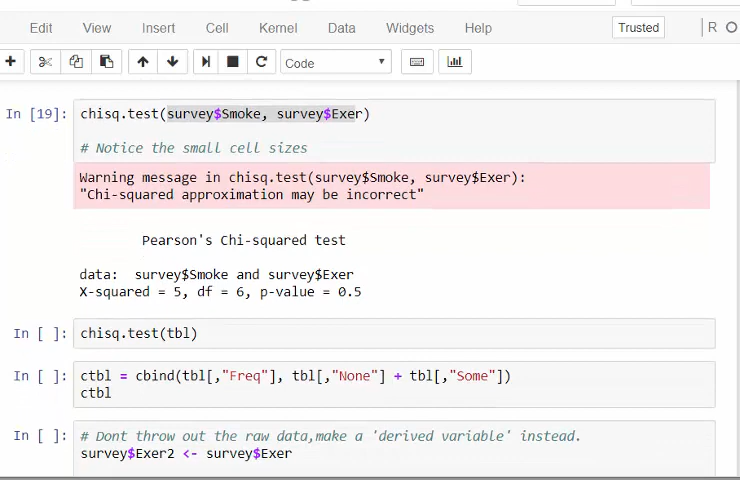 Edit View Insert Cell Kernel Data Widgets Help Trusted R
Code
In [19]: chisq.test(survey$Smoke, survey$Exer)
# Notice the small cell sizes
Warning message in chisq.test(survey$Smoke, survey$Exer):
"Chi-squared approximation may be incorrect"
Pearson's Chi-squared test
data: survey$Smoke and survey$Exer
X-squared = 5, df = 6, p-value = 0.5
In [ ]: chisq.test(tbl)
In [ ]: ctbl = cbind(tbl[,"Freq"], tbl[,"None"] + tbl[,"Some"])
ctbl
In [ ]: # Dont throw out the raw data,make a 'derived variable' instead.
survey$Exer2 <- survey$Exer